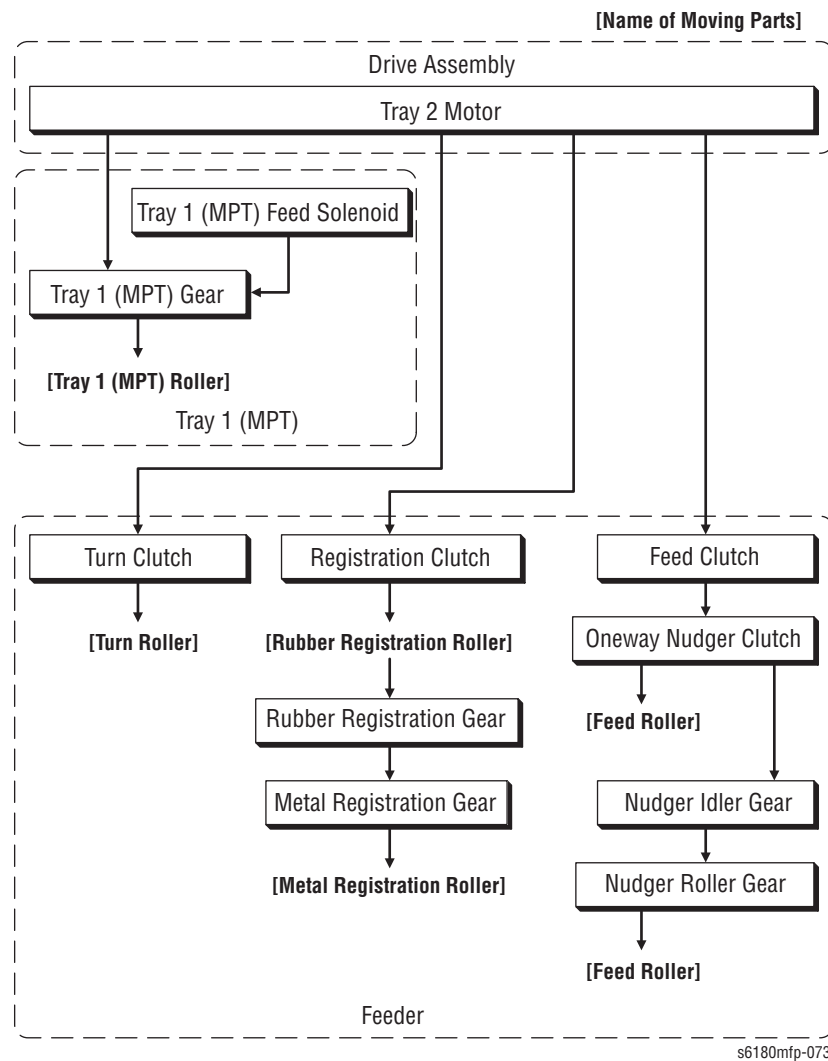 [Name of Moving Parts]
Drive Assembly
Tray 2 Motor
Tray 1 (MPT) Feed Solenoid
Tray 1 (MPT) Gear
[Tray 1 (MPT) Roller]
Tray 1 (MPT)
Turn Clutch
Registration Clutch
Feed Clutch
[Turn Roller]
[Rubber Registration Roller]
Oneway Nudger Clutch
Rubber Registration Gear
[Feed Roller]
Metal Registration Gear
Nudger Idler Gear
[Metal Registration Roller]
Nudger Roller Gear
[Feed Roller]
Feeder
s6180mfp-073